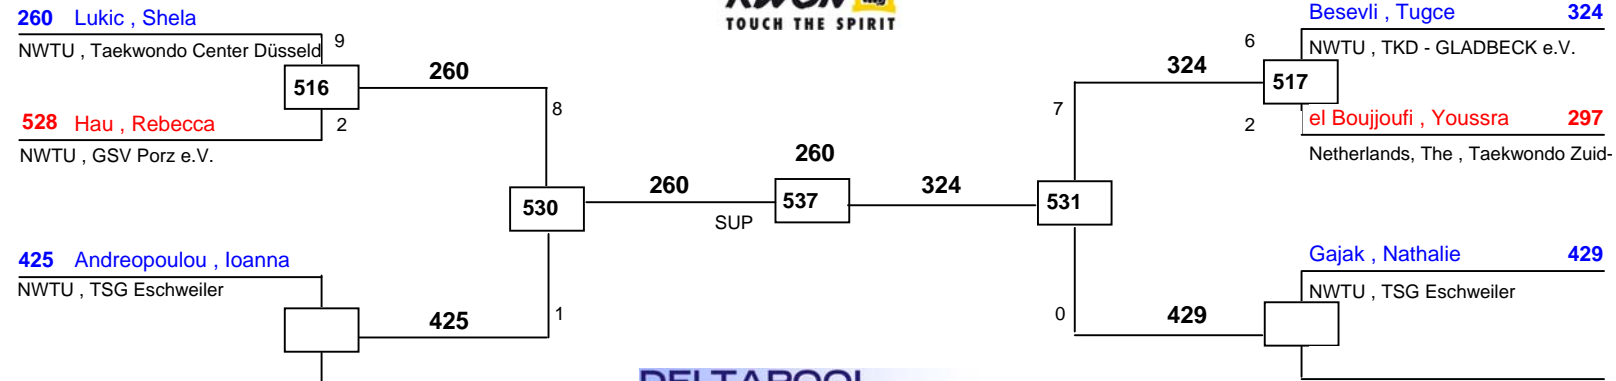 KWON
TOUCH THE SPIRIT
260 Lukic , Shela
NWTU , Taekwondo Center Düsseld
9
516
260
528 Hau , Rebecca
2
NWTU , GSV Porz e.V.
8
530
260
SUP
260
537
324
531
425 Andreopoulou , Ioanna
NWTU , TSG Eschweiler
425
1
Besevli , Tugce 324
6
NWTU , TKD - GLADBECK e.V.
324
517
7
2
el Boujjoufi , Youssra 297
Netherlands, The , Taekwondo Zuid-
Gajak , Nathalie 429
NWTU , TSG Eschweiler
0
429
DELTAPOOL